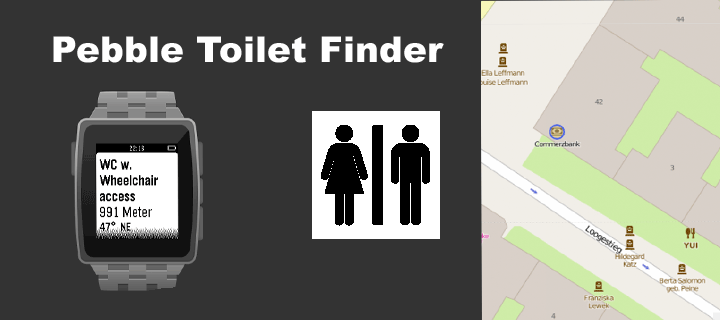 Pebble Toilet Finder
22:13
WC w.
Wheelchair
access
991 Meter
47° NE
44
Ella Leffmann
ouise Leffmann
42
Commerzbank
3
Loogestieg
YUI
Hildegard
Katz
Berta Salomon
geb. Peine
Franziska
Lewek
4